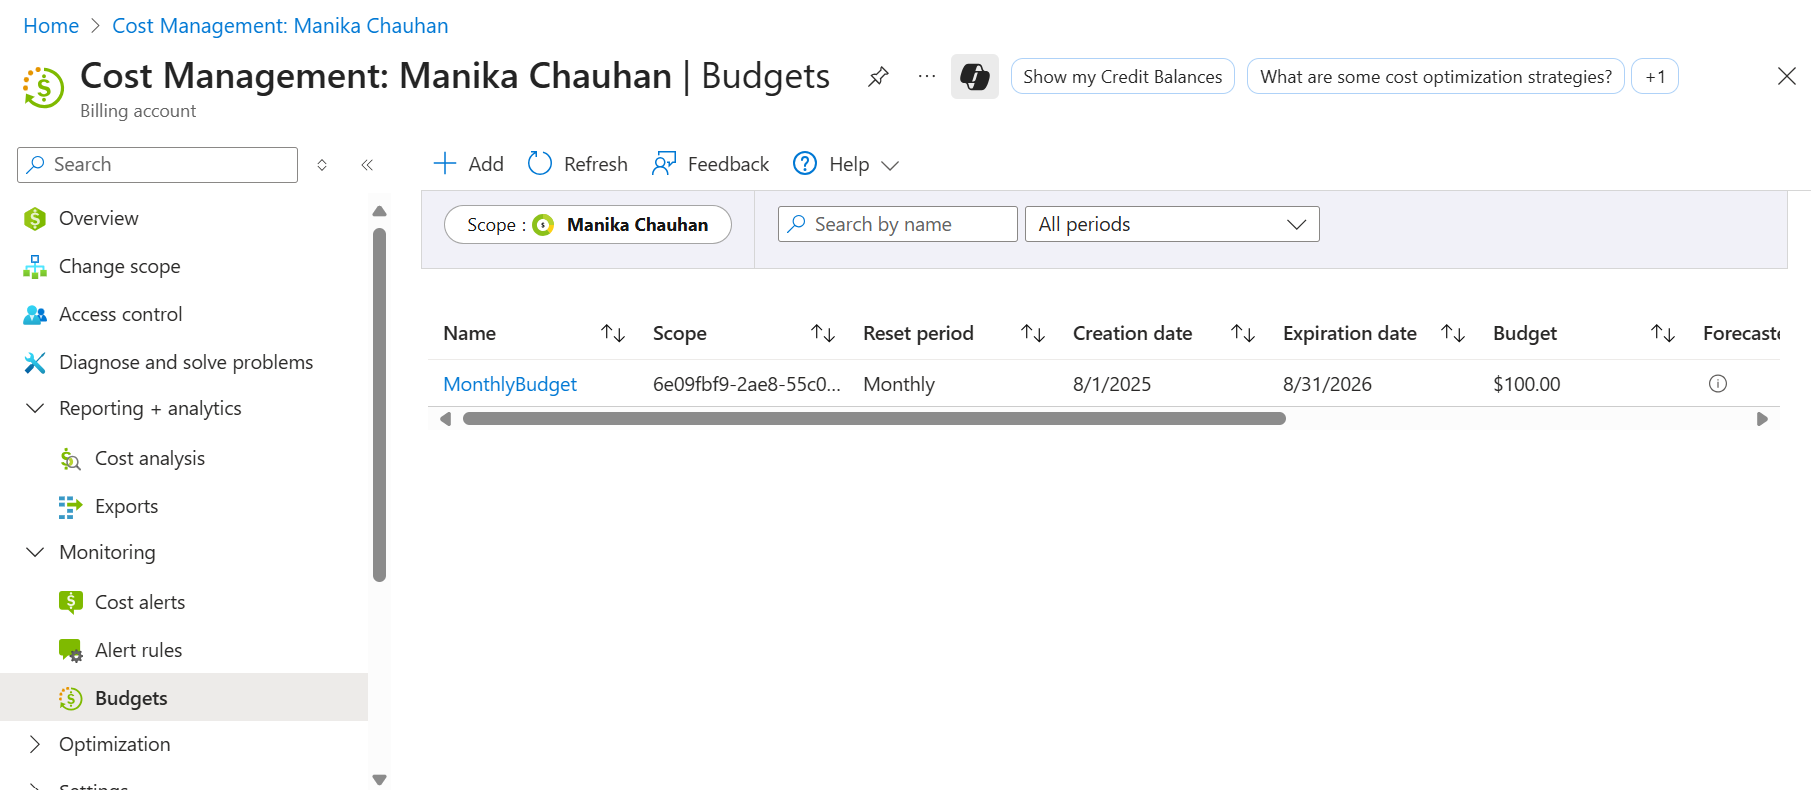 Home > Cost Management: Manika Chauhan
Cost Management: Manika Chauhan | Budgets
Show my Credit Balances
What are some cost optimization strategies?
+1
Billing account
Search
Add
Refresh
Feedback
Help
Overview
Change scope
Access control
Diagnose and solve problems
Reporting + analytics
Cost analysis
Exports
Monitoring
Cost alerts
Alert rules
Budgets
Optimization
Settings
Scope : Manika Chauhan
Search by name
All periods
Name Scope Reset period Creation date Expiration date Budget Forecaste
MonthlyBudget 6e09fbf9-2ae8-55c0... Monthly 8/1/2025 8/31/2026 $100.00